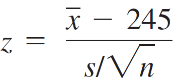 z = (x̄ − 245) / (s/√n)